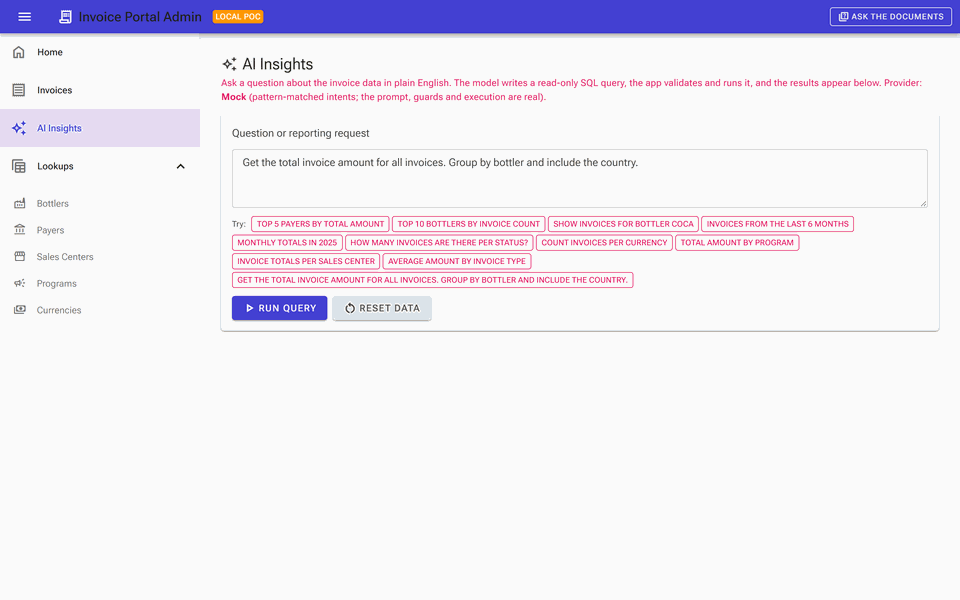 Invoice Portal Admin LOCAL POC ASK THE DOCUMENTS
Home
Invoices
AI Insights
Lookups
Bottlers
Payers
Sales Centers
Programs
Currencies
AI Insights
Ask a question about the invoice data in plain English. The model writes a read-only SQL query, the app validates and runs it, and the results appear below. Provider:
Mock (pattern-matched intents; the prompt, guards and execution are real).
Question or reporting request
Get the total invoice amount for all invoices. Group by bottler and include the country.
Try: TOP 5 PAYERS BY TOTAL AMOUNT TOP 10 BOTTLERS BY INVOICE COUNT SHOW INVOICES FOR BOTTLER COCA INVOICES FROM THE LAST 6 MONTHS
MONTHLY TOTALS IN 2025 HOW MANY INVOICES ARE THERE PER STATUS? COUNT INVOICES PER CURRENCY TOTAL AMOUNT BY PROGRAM
INVOICE TOTALS PER SALES CENTER AVERAGE AMOUNT BY INVOICE TYPE
GET THE TOTAL INVOICE AMOUNT FOR ALL INVOICES. GROUP BY BOTTLER AND INCLUDE THE COUNTRY.
RUN QUERY RESET DATA